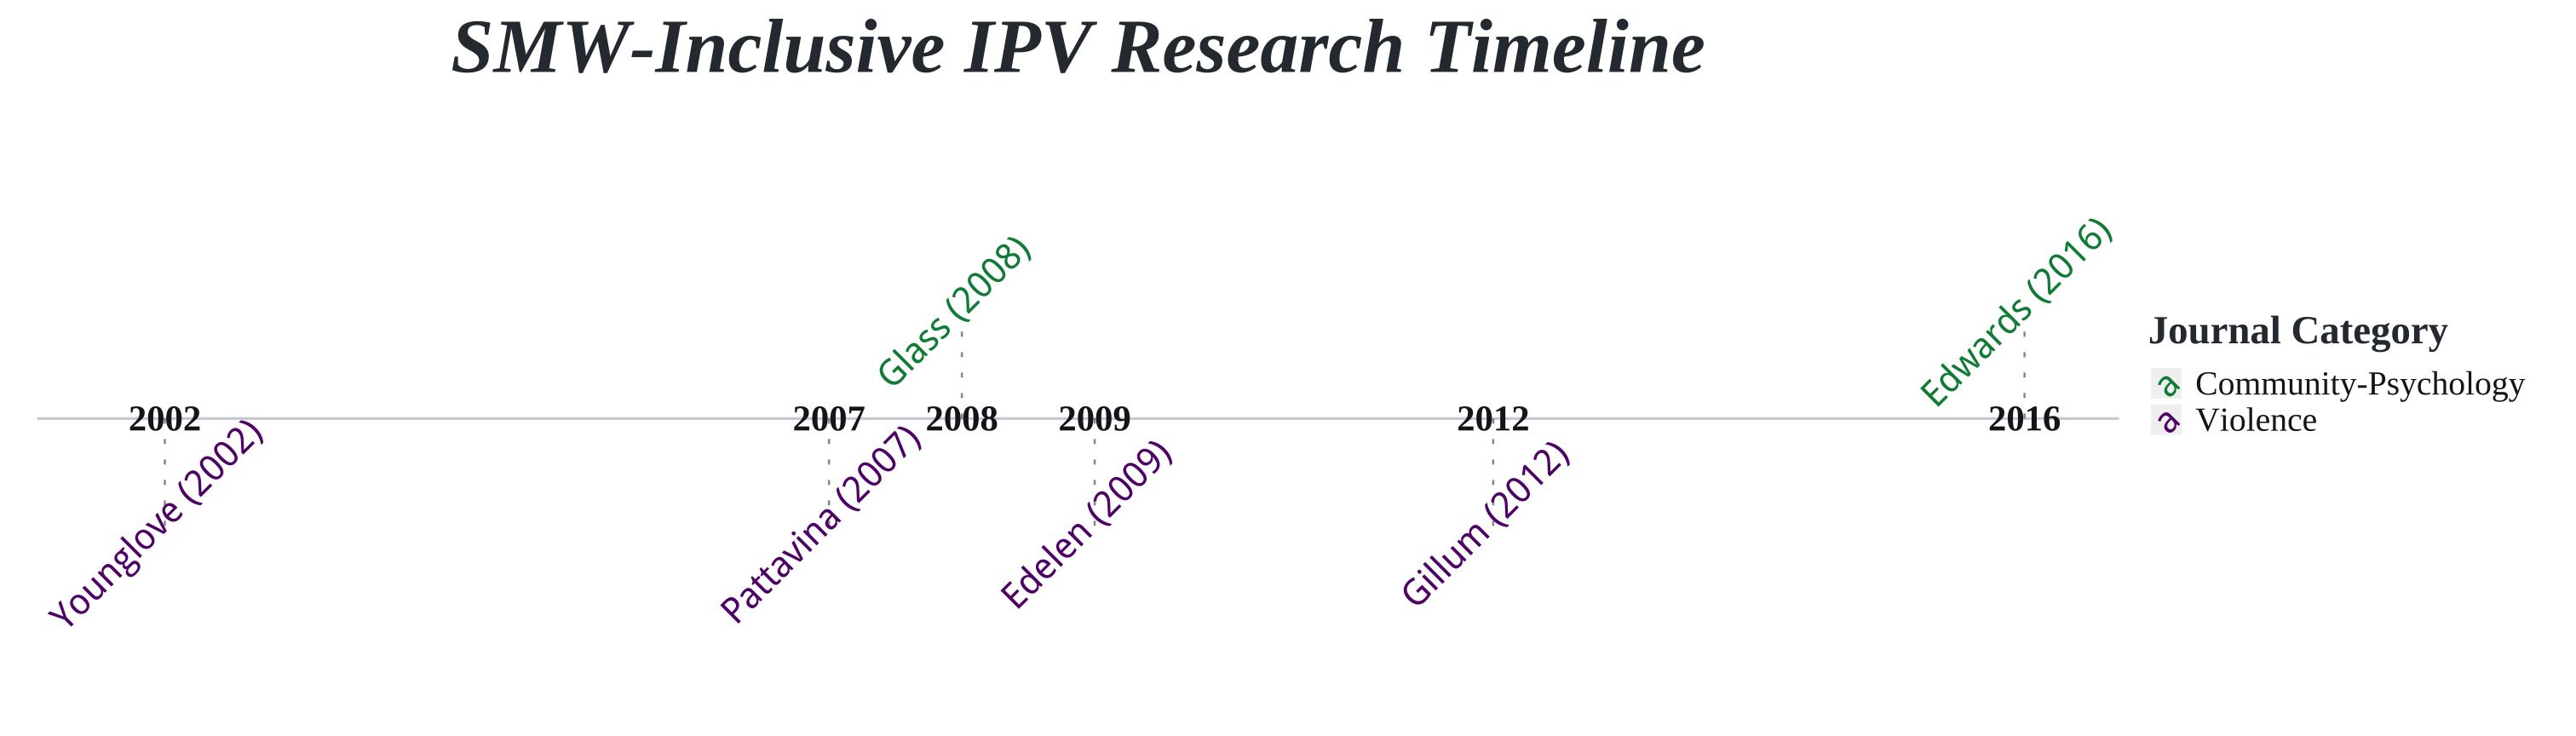 SMW-Inclusive IPV Research Timeline
Glass (2008)
Edwards (2016)
Journal Category
a Community-Psychology
a Violence
2002
2007
2008
2009
2012
2016
Younglove (2002)
Pattavina (2007)
Edelen (2009)
Gillum (2012)